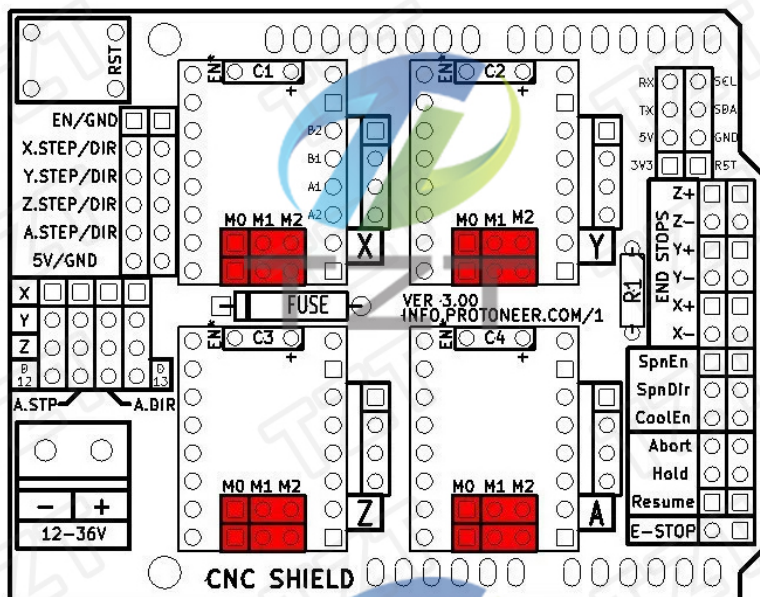 RST
EN*
C1
+
EN*
C2
+
RX SCL
TX SDA
5V GND
3V3 RST
EN/GND
X.STEP/DIR
Y.STEP/DIR
Z.STEP/DIR
A.STEP/DIR
5V/GND
B2
B1
A1
A2
M0 M1 M2
X
M0 M1 M2
Y
END STOPS
Z+
Z-
Y+
Y-
X+
X-
R1
TZT
X
Y
Z
D 12
D 13
A.STP
A.DIR
FUSE
VER 3.00
INFO.PROTONEER.COM/1
EN*
C3
+
EN*
C4
+
SpnEn
SpnDir
CoolEn
Abort
Hold
Resume
E-STOP
- +
12-36V
M0 M1 M2
Z
M0 M1 M2
A
CNC SHIELD